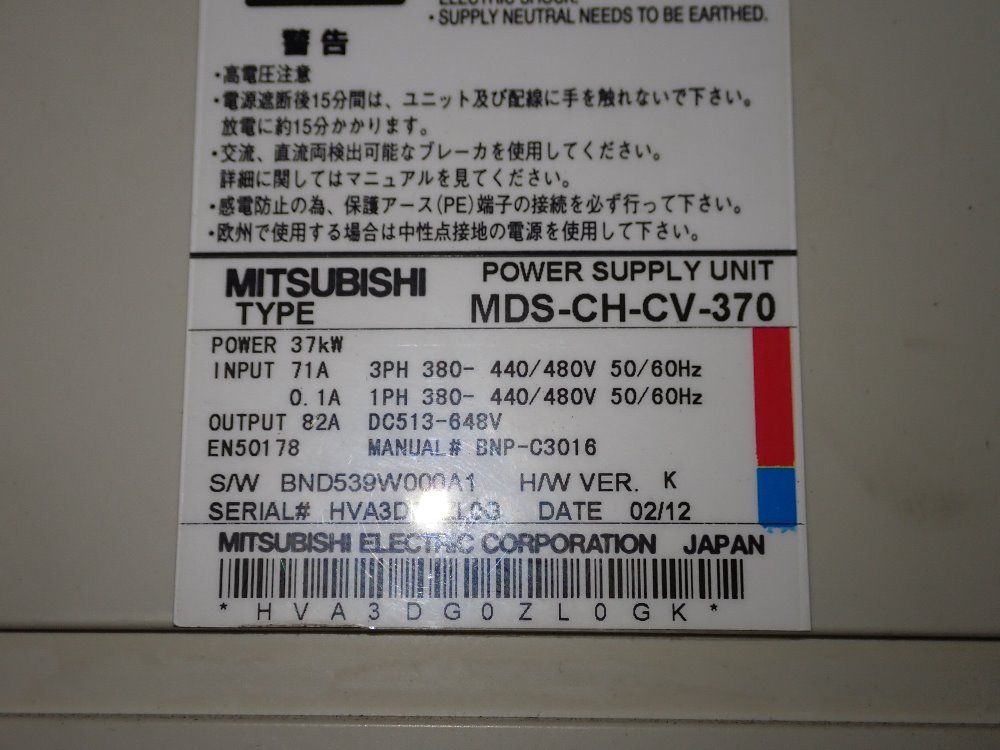 ELECTRIC SHOCK.
・SUPPLY NEUTRAL NEEDS TO BE EARTHED.
警告
・高電圧注意
・電源遮断後15分間は、ユニット及び配線に手を触れないで下さい。
放電に約15分かかります。
・交流、直流両検出可能なブレーカを使用してください。
詳細に関してはマニュアルを見てください。
・感電防止の為、保護アース(PE)端子の接続を必ず行って下さい。
・欧州で使用する場合は中性点接地の電源を使用して下さい。
MITSUBISHI POWER SUPPLY UNIT
TYPE MDS-CH-CV-370
POWER 37kW
INPUT 71A 3PH 380- 440/480V 50/60Hz
0.1A 1PH 380- 440/480V 50/60Hz
OUTPUT 82A DC513-648V
EN50178 MANUAL# BNP-C3016
S/W BND539W000A1 H/W VER. K
SERIAL# DATE 02/12
MITSUBISHI ELECTRIC CORPORATION JAPAN
*HVA3DG0ZL0GK*